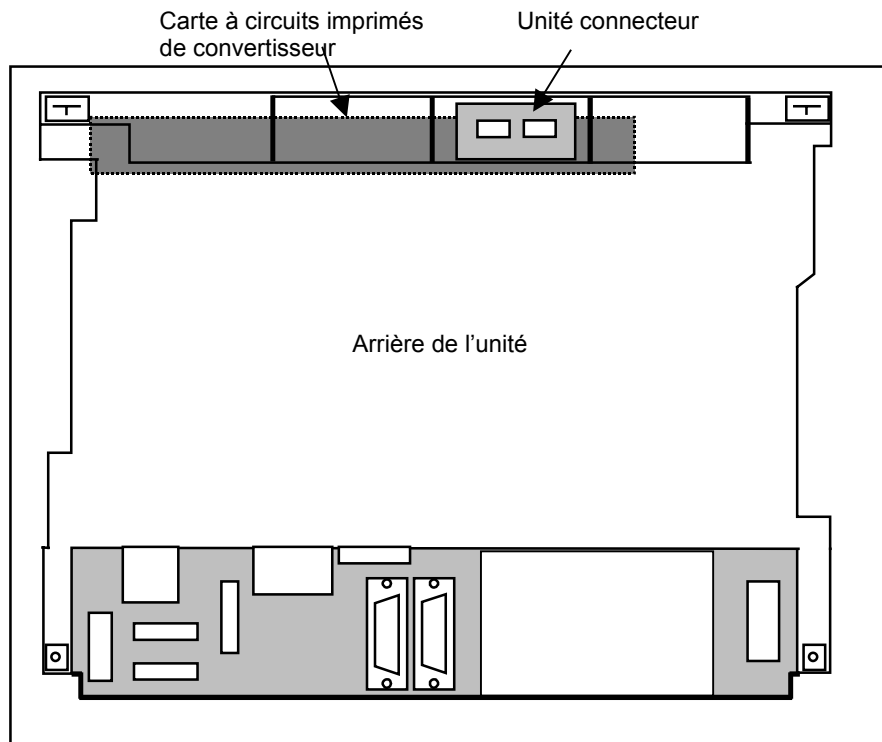 Carte à circuits imprimés
de convertisseur
Unité connecteur
Arrière de l’unité